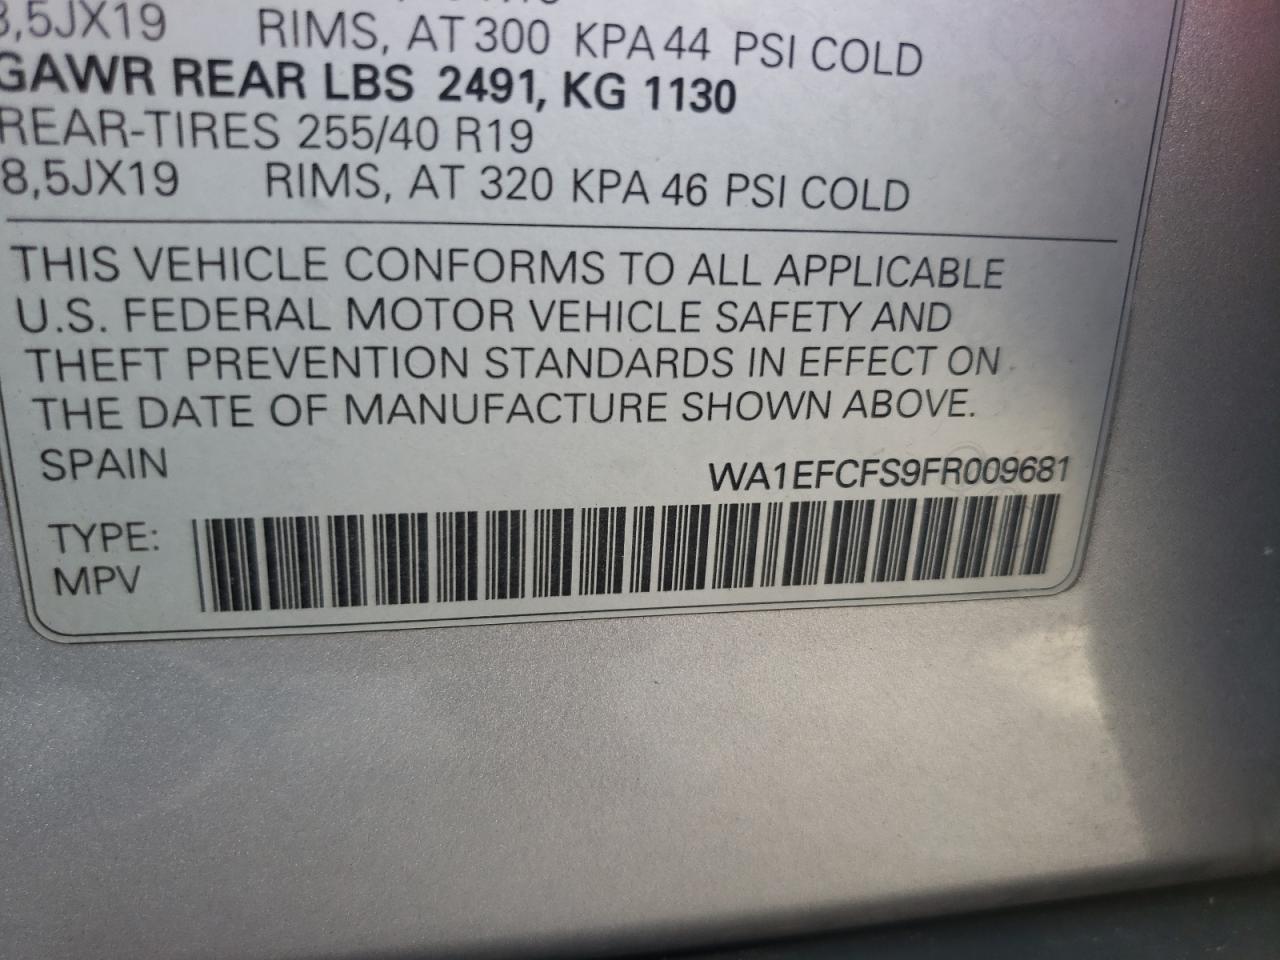 8,5JX19 RIMS, AT 300 KPA 44 PSI COLD
GAWR REAR LBS 2491, KG 1130
REAR-TIRES 255/40 R19
8,5JX19 RIMS, AT 320 KPA 46 PSI COLD
THIS VEHICLE CONFORMS TO ALL APPLICABLE
U.S. FEDERAL MOTOR VEHICLE SAFETY AND
THEFT PREVENTION STANDARDS IN EFFECT ON
THE DATE OF MANUFACTURE SHOWN ABOVE.
SPAIN WA1EFCFS9FR009681
TYPE:
MPV